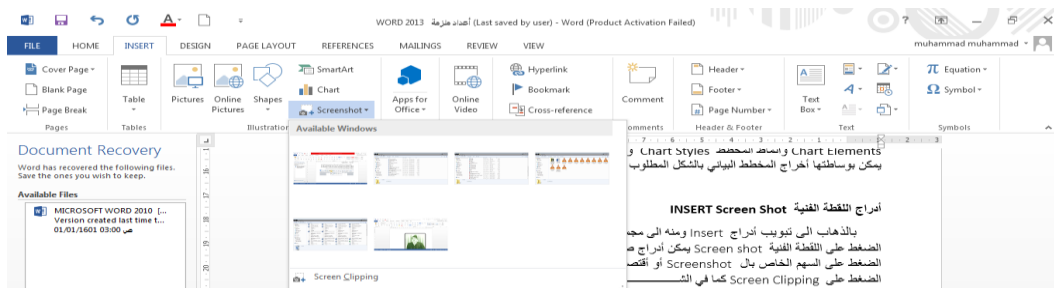 WORD 2013 أعداد ملزمة (Last saved by user) - Word (Product Activation Failed)
FILE HOME INSERT DESIGN PAGE LAYOUT REFERENCES MAILINGS REVIEW VIEW muhammad muhammad
Cover Page
Blank Page
Page Break
Pages
Table
Tables
Pictures
Online Pictures
Shapes
SmartArt
Chart
Screenshot
Apps for Office
Online Video
Hyperlink
Bookmark
Cross-reference
Comment
Header
Footer
Page Number
Header & Footer
Text Box
Text
Equation
Symbol
Symbols
Available Windows
Screen Clipping
Document Recovery
Word has recovered the following files.
Save the ones you wish to keep.
Available Files
MICROSOFT WORD 2010 [...
Version created last time t...
01/01/1601 03:00 ص
Chart Elements وأنماط المخطط Chart Styles و
يمكن بوساطتها أخراج المخطط البياني بالشكل المطلوب
أدراج اللقطة الفنية INSERT Screen Shot
بالذهاب الى تبويب أدراج Insert ومنه الى
الضغط على اللقطة الفنية Screen shot يمكن أدراج
الضغط على السهم الخاص بال Screenshot أو
الضغط على Screen Clipping كما في